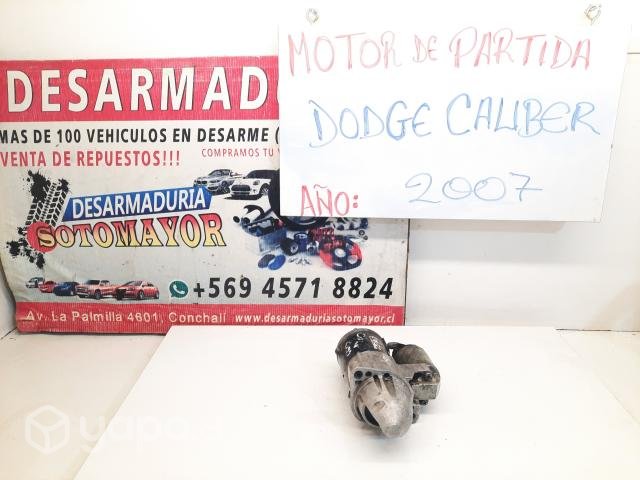 DESARMAD
MAS DE 100 VEHICULOS EN DESARME (
VENTA DE REPUESTOS!!!
COMPRAMOS TU
DESARMADURIA
SOTOMAYOR
+569 4571 8824
Av. La Palmilla 4601, Conchalí
www.desarmaduriasotomayor.cl
MOTOR DE PARTIDA
DODGE CALIBER
AÑO: 2007
yapo.cl